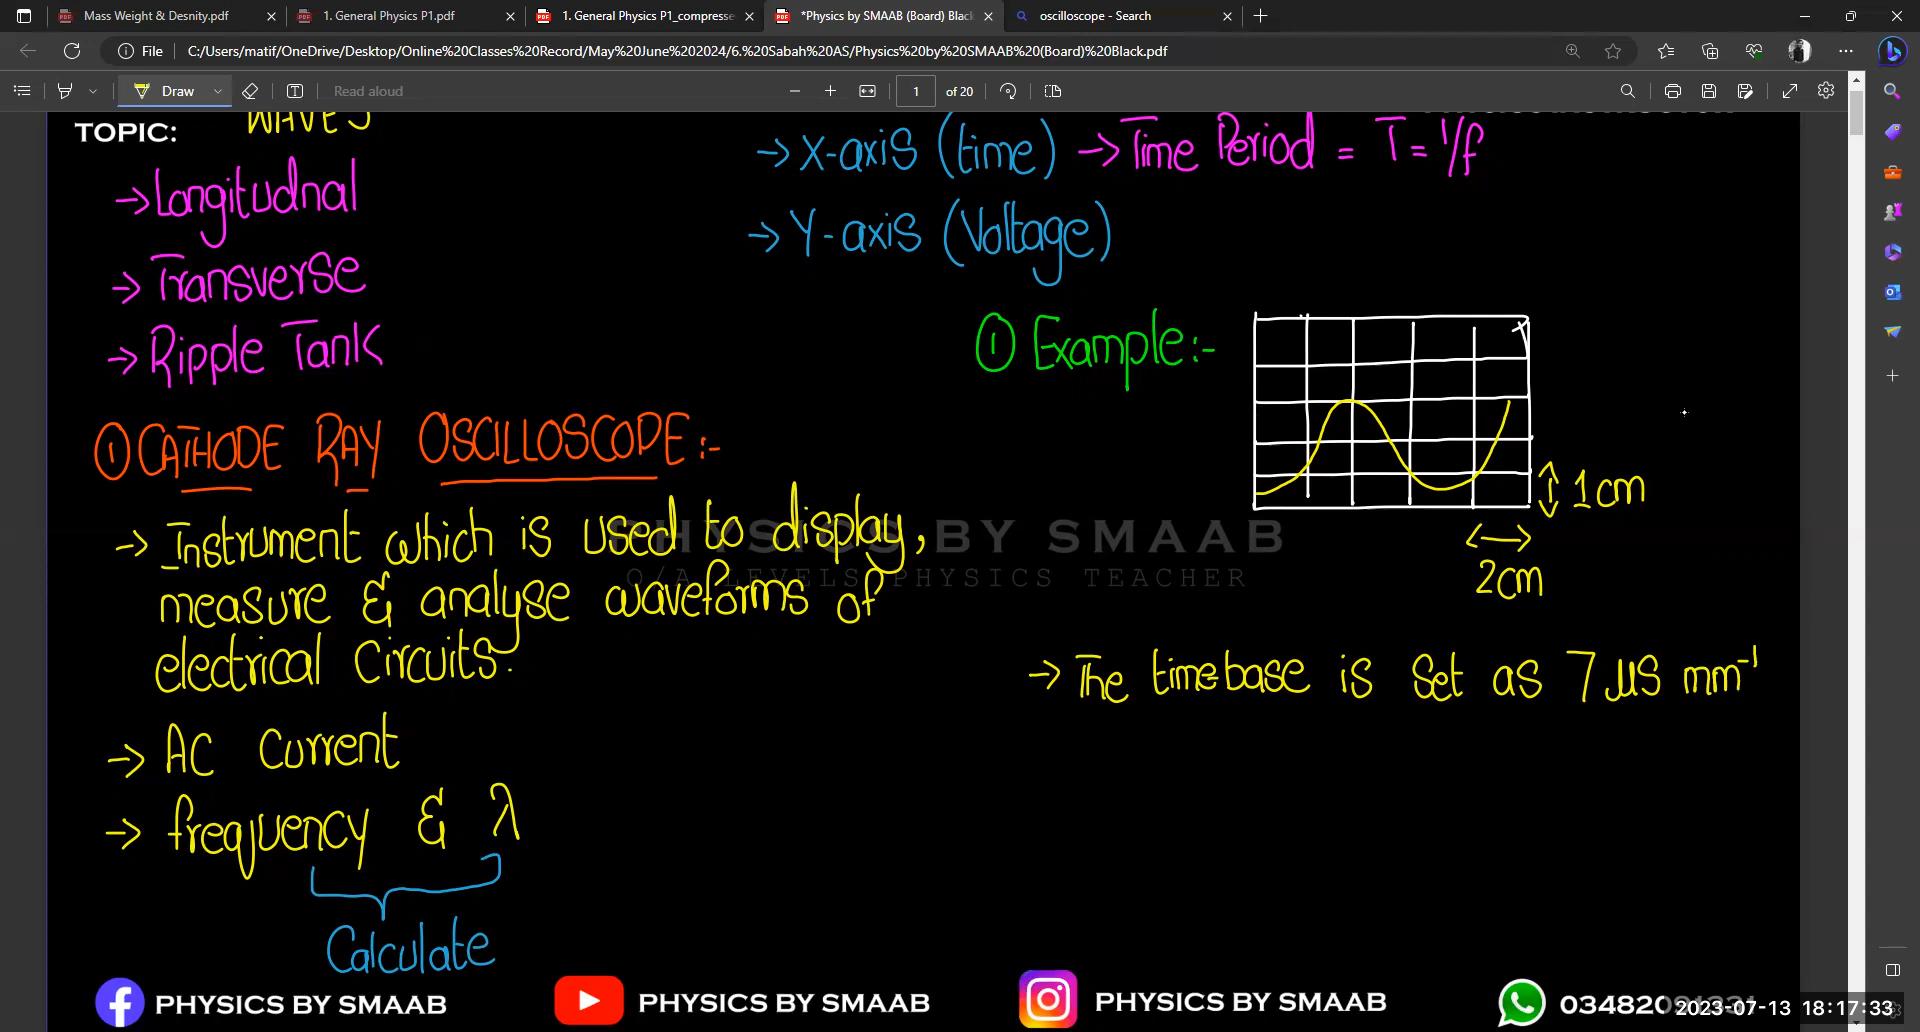 Mass Weight & Desnity.pdf
1. General Physics P1.pdf
1. General Physics P1_compresse
*Physics by SMAAB (Board) Blac
oscilloscope - Search
File
C:/Users/matif/OneDrive/Desktop/Online%20Classes%20Record/May%20June%202024/6.%20Sabah%20AS/Physics%20by%20SMAAB%20(Board)%20Black.pdf
Draw
Read aloud
1 of 20
TOPIC: WAVES
→ Longitudnal
→ Transverse
→ Ripple Tank
① CATHODE RAY OSCILLOSCOPE:-
→ Instrument which is used to display,
measure & analyse waveforms of
electrical Circuits.
→ AC Current
→ frequency & λ
Calculate
→ X-axis (time) → Time Period = T = 1/f
→ Y-axis (Voltage)
① Example:-
1cm
2cm
→ The time-base is set as 7 μs mm⁻¹
PHYSICS BY SMAAB
O/A LEVELS PHYSICS TEACHER
PHYSICS BY SMAAB
PHYSICS BY SMAAB
PHYSICS BY SMAAB
2023-07-13 18:17:33